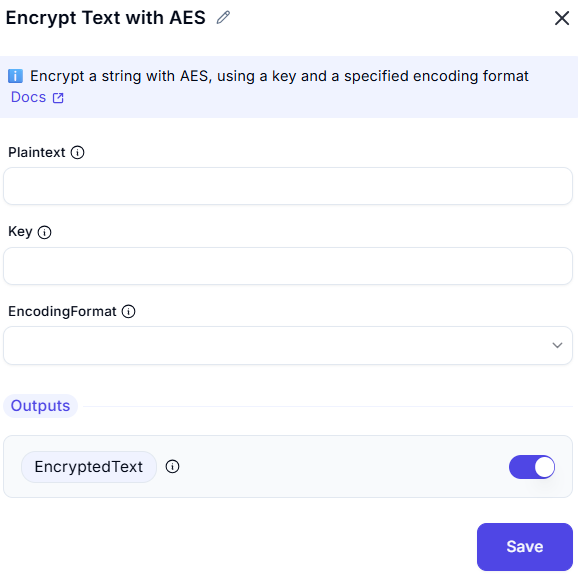 Encrypt Text with AES
Encrypt a string with AES, using a key and a specified encoding format
Docs
Plaintext
Key
EncodingFormat
Outputs
EncryptedText
Save